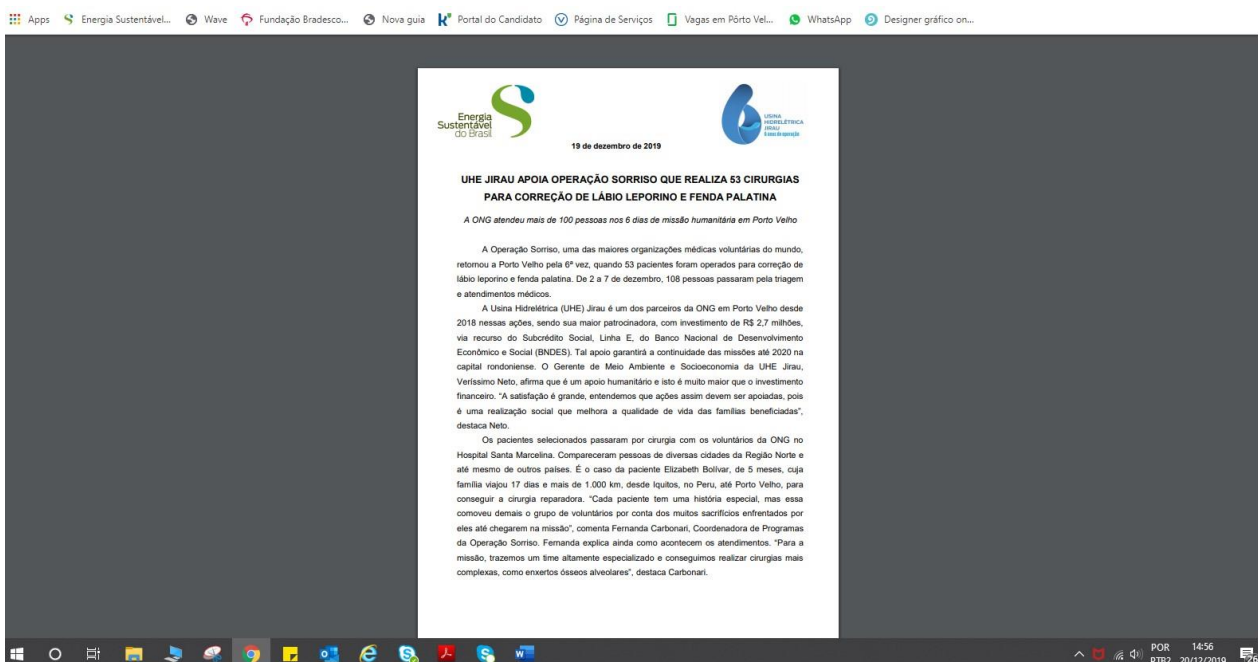 Apps Energia Sustentável... Wave Fundação Bradesco... Nova guia Portal do Candidato Página de Serviços Vagas em Pôrto Vel... WhatsApp Designer gráfico on...
Energia
Sustentável
do Brasil
USINA
HIDRELÉTRICA
JIRAU
6 anos de operação
19 de dezembro de 2019
UHE JIRAU APOIA OPERAÇÃO SORRISO QUE REALIZA 53 CIRURGIAS
PARA CORREÇÃO DE LÁBIO LEPORINO E FENDA PALATINA
A ONG atendeu mais de 100 pessoas nos 6 dias de missão humanitária em Porto Velho
A Operação Sorriso, uma das maiores organizações médicas voluntárias do mundo,
retornou a Porto Velho pela 6ª vez, quando 53 pacientes foram operados para correção de
lábio leporino e fenda palatina. De 2 a 7 de dezembro, 108 pessoas passaram pela triagem
e atendimentos médicos.
A Usina Hidrelétrica (UHE) Jirau é um dos parceiros da ONG em Porto Velho desde
2018 nessas ações, sendo sua maior patrocinadora, com investimento de R$ 2,7 milhões,
via recurso do Subcrédito Social, Linha E, do Banco Nacional de Desenvolvimento
Econômico e Social (BNDES). Tal apoio garantirá a continuidade das missões até 2020 na
capital rondoniense. O Gerente de Meio Ambiente e Socioeconomia da UHE Jirau,
Veríssimo Neto, afirma que é um apoio humanitário e isto é muito maior que o investimento
financeiro. “A satisfação é grande, entendemos que ações assim devem ser apoiadas, pois
é uma realização social que melhora a qualidade de vida das famílias beneficiadas”,
destaca Neto.
Os pacientes selecionados passaram por cirurgia com os voluntários da ONG no
Hospital Santa Marcelina. Compareceram pessoas de diversas cidades da Região Norte e
até mesmo de outros países. É o caso da paciente Elizabeth Bolívar, de 5 meses, cuja
família viajou 17 dias e mais de 1.000 km, desde Iquitos, no Peru, até Porto Velho, para
conseguir a cirurgia reparadora. “Cada paciente tem uma história especial, mas essa
comoveu demais o grupo de voluntários por conta dos muitos sacrifícios enfrentados por
eles até chegarem na missão”, comenta Fernanda Carbonari, Coordenadora de Programas
da Operação Sorriso. Fernanda explica ainda como acontecem os atendimentos. “Para a
missão, trazemos um time altamente especializado e conseguimos realizar cirurgias mais
complexas, como enxertos ósseos alveolares”, destaca Carbonari.
POR 14:56
PTB2 20/12/2019 26